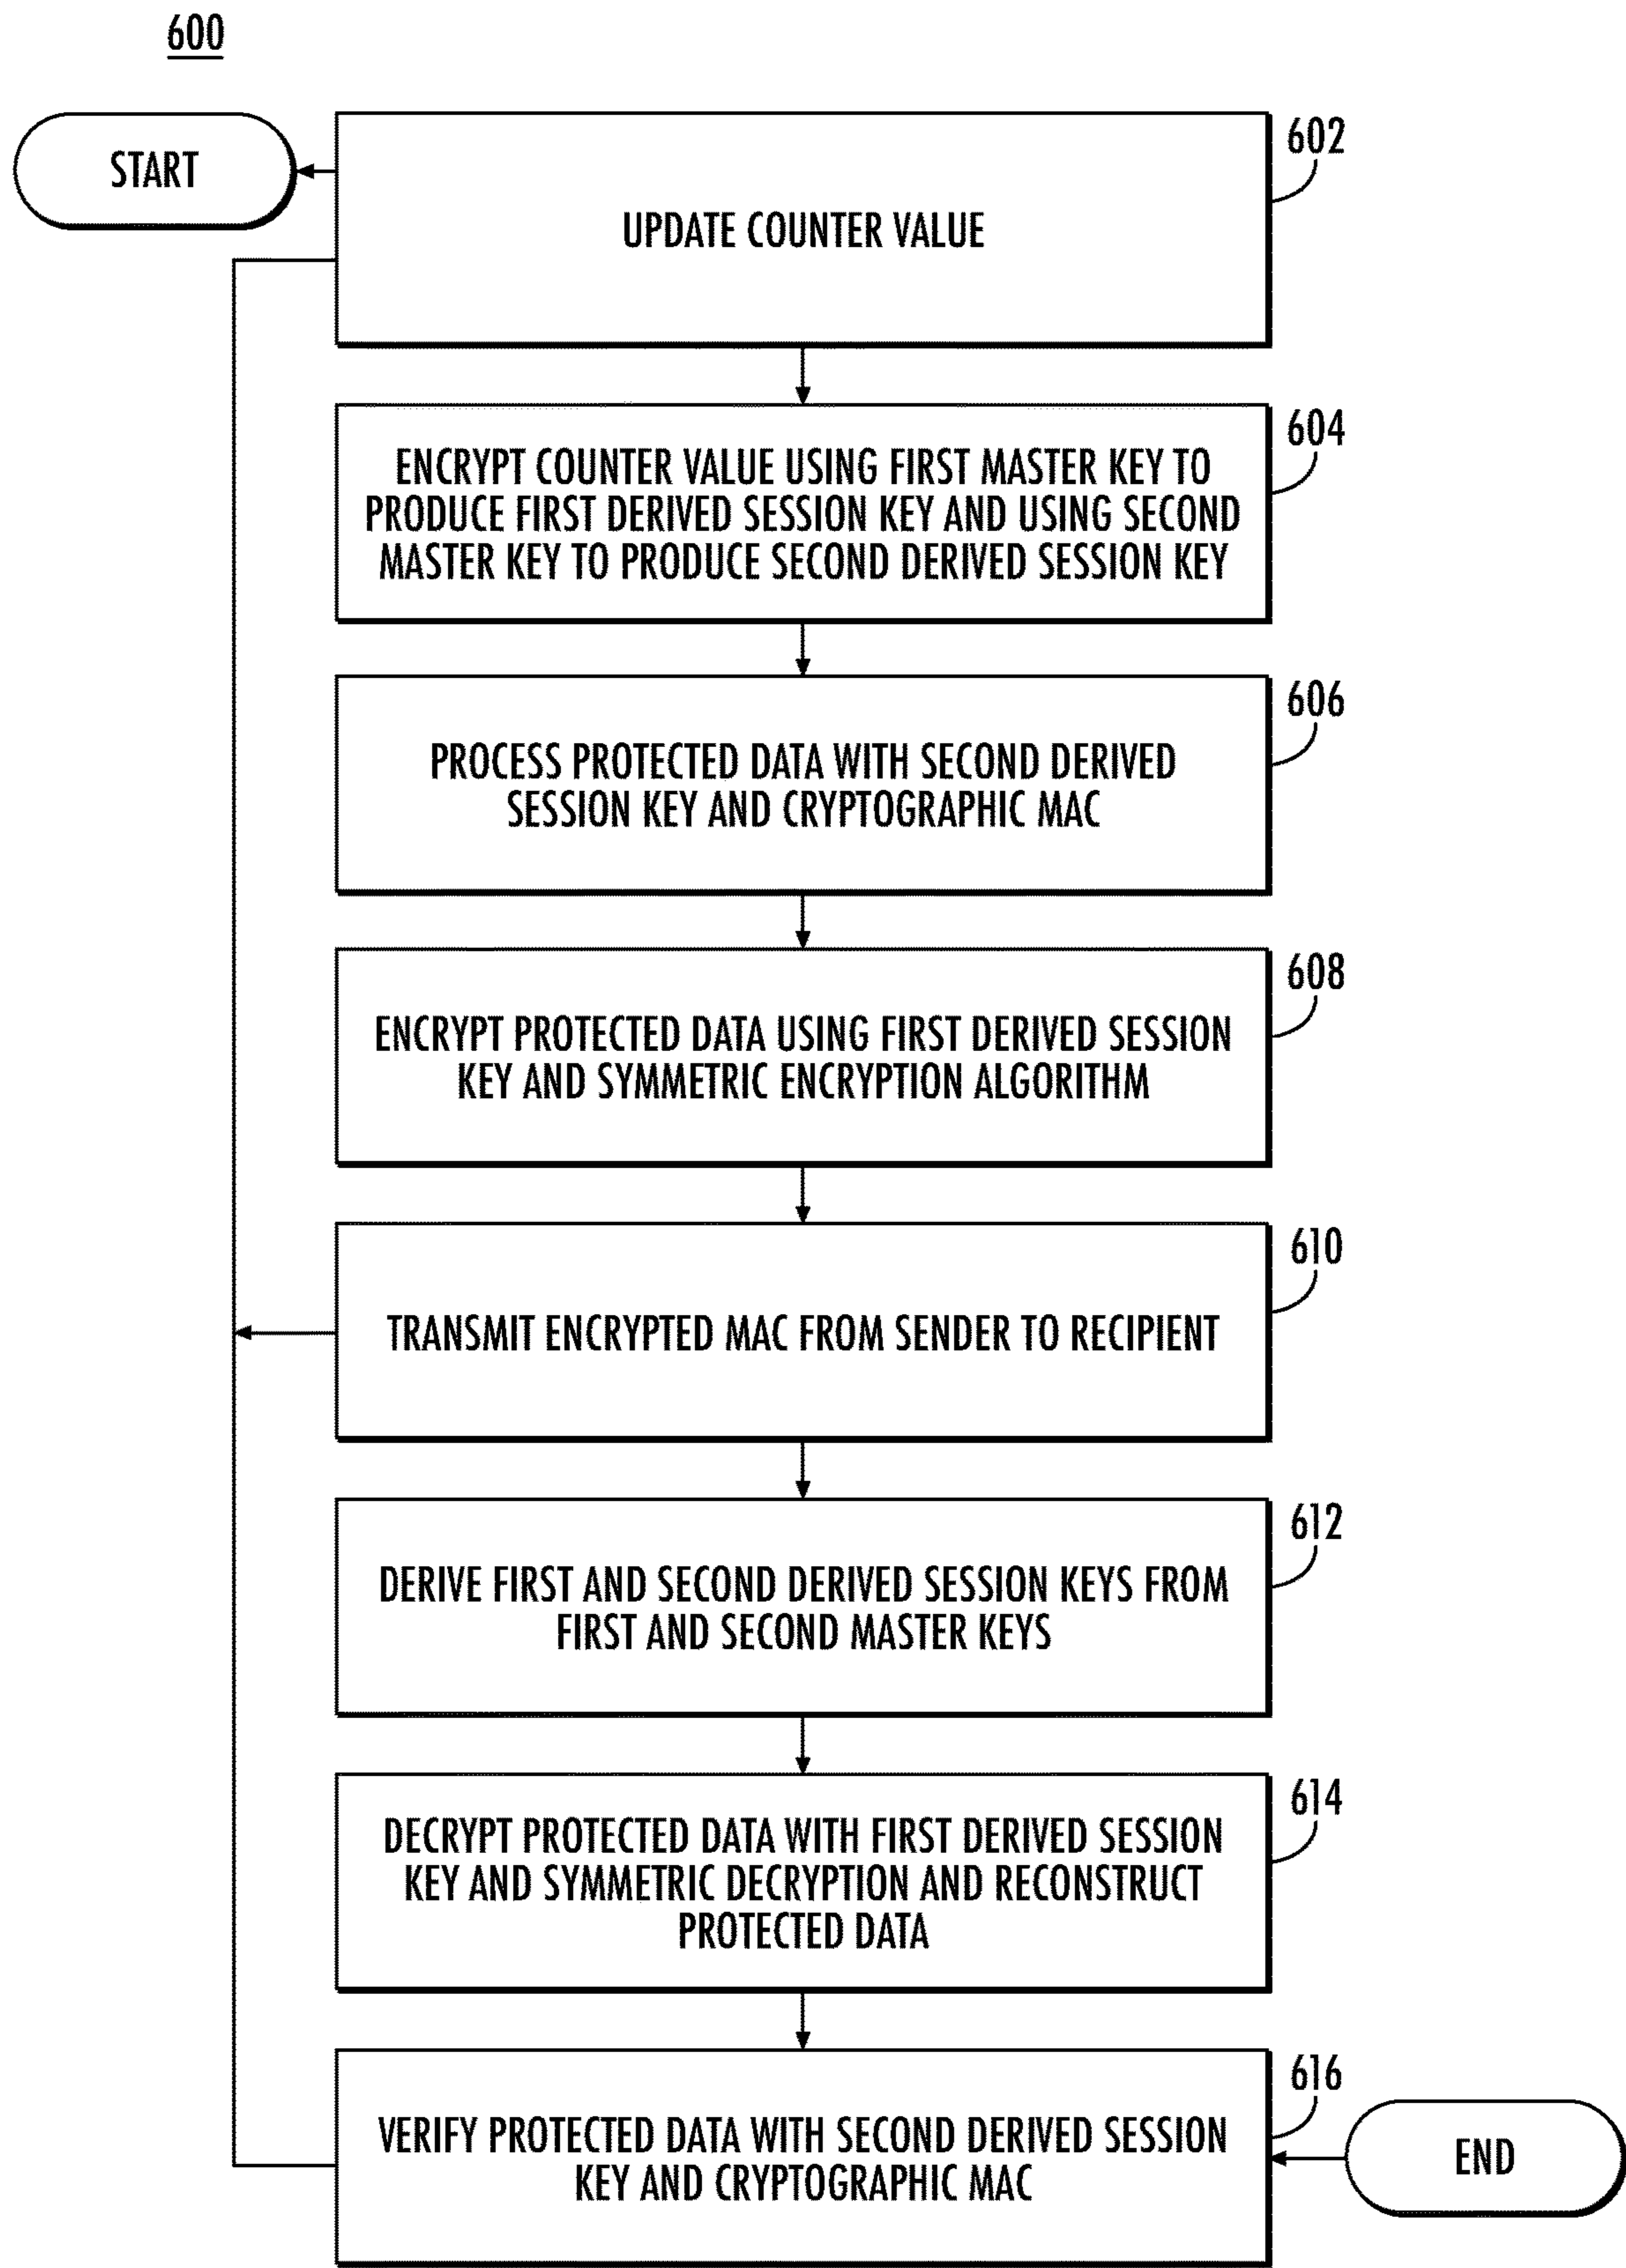 600
START
602
UPDATE COUNTER VALUE
604
ENCRYPT COUNTER VALUE USING FIRST MASTER KEY TO
PRODUCE FIRST DERIVED SESSION KEY AND USING SECOND
MASTER KEY TO PRODUCE SECOND DERIVED SESSION KEY
606
PROCESS PROTECTED DATA WITH SECOND DERIVED
SESSION KEY AND CRYPTOGRAPHIC MAC
608
ENCRYPT PROTECTED DATA USING FIRST DERIVED SESSION
KEY AND SYMMETRIC ENCRYPTION ALGORITHM
610
TRANSMIT ENCRYPTED MAC FROM SENDER TO RECIPIENT
612
DERIVE FIRST AND SECOND DERIVED SESSION KEYS FROM
FIRST AND SECOND MASTER KEYS
614
DECRYPT PROTECTED DATA WITH FIRST DERIVED SESSION
KEY AND SYMMETRIC DECRYPTION AND RECONSTRUCT
PROTECTED DATA
616
VERIFY PROTECTED DATA WITH SECOND DERIVED SESSION
KEY AND CRYPTOGRAPHIC MAC
END